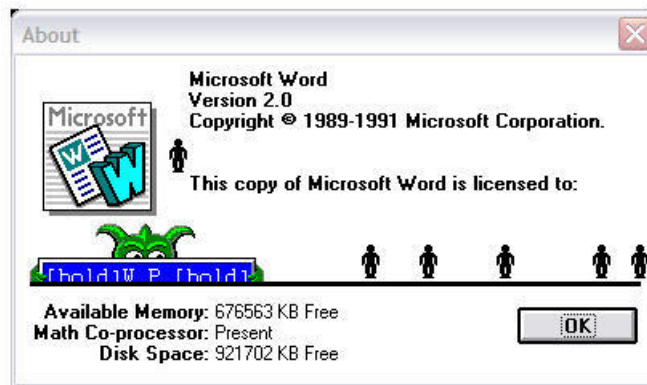 About
Microsoft Word
Version 2.0
Copyright © 1989-1991 Microsoft Corporation.
Microsoft
W
W
This copy of Microsoft Word is licensed to:
[bold]W P [bold]
Available Memory: 676563 KB Free
Math Co-processor: Present
Disk Space: 921702 KB Free
OK